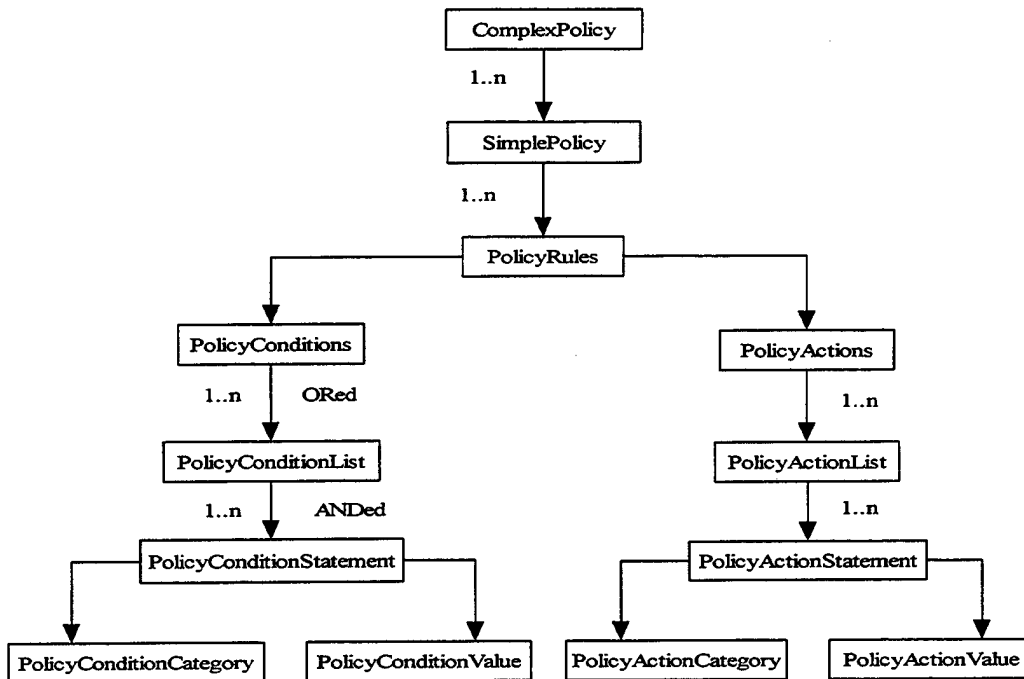 ComplexPolicy
1..n
SimplePolicy
1..n
PolicyRules
PolicyConditions
PolicyActions
1..n ORed
1..n
PolicyConditionList
PolicyActionList
1..n ANDed
1..n
PolicyConditionStatement
PolicyActionStatement
PolicyConditionCategory
PolicyConditionValue
PolicyActionCategory
PolicyActionValue